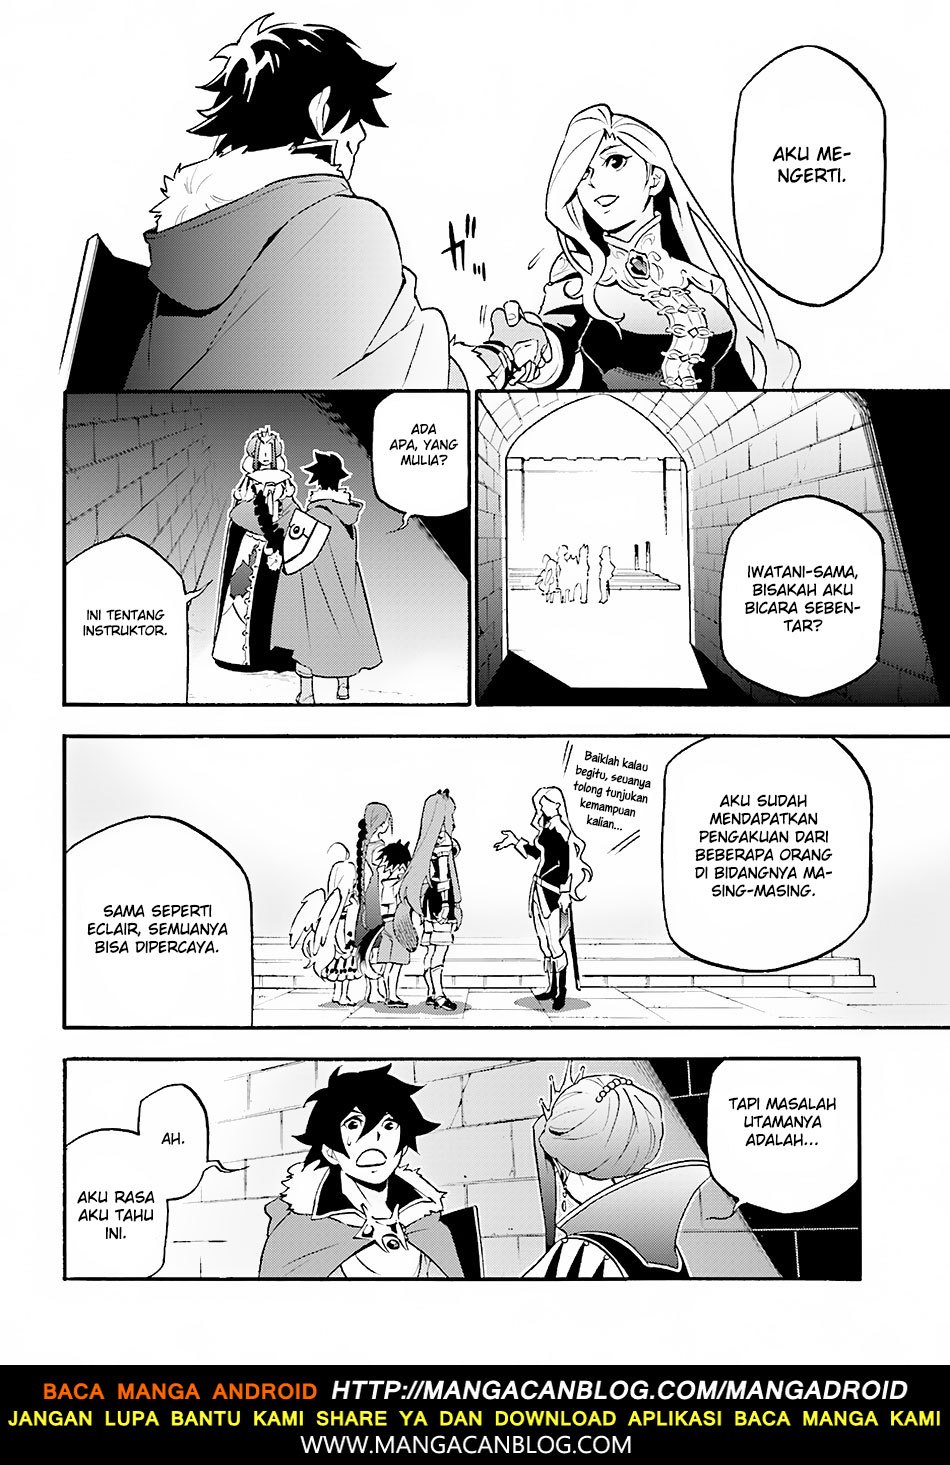 AKU ME-
NGERTI.
ガ
IWATANI-SAMA,
BISAKAH AKU
BICARA SEBEN-
TAR?
ADA
APA, YANG
MULIA?
INI TENTANG
INSTRUKTOR.
AKU SUDAH
MENDAPATKAN
PENGAKUAN DARI
BEBERAPA ORANG
DI BIDANGNYA MA-
SING-MASING.
Baiklah kalau
begitu, seuanya
tolong tunjukan
kemampuan
kalian...
SAMA SEPERTI
ECLAIR, SEMUANYA
BISA DIPERCAYA.
TAPI MASALAH
UTAMANYA
ADALAH...
AH.
AKU RASA
AKU TAHU
INI.
BACA MANGA ANDROID HTTP://MANGACANBLOG.COM/MANGADROID
JANGAN LUPA BANTU KAMI SHARE YA DAN DOWNLOAD APLIKASI BACA MANGA KAMI
WWW.MANGACANBLOG.COM